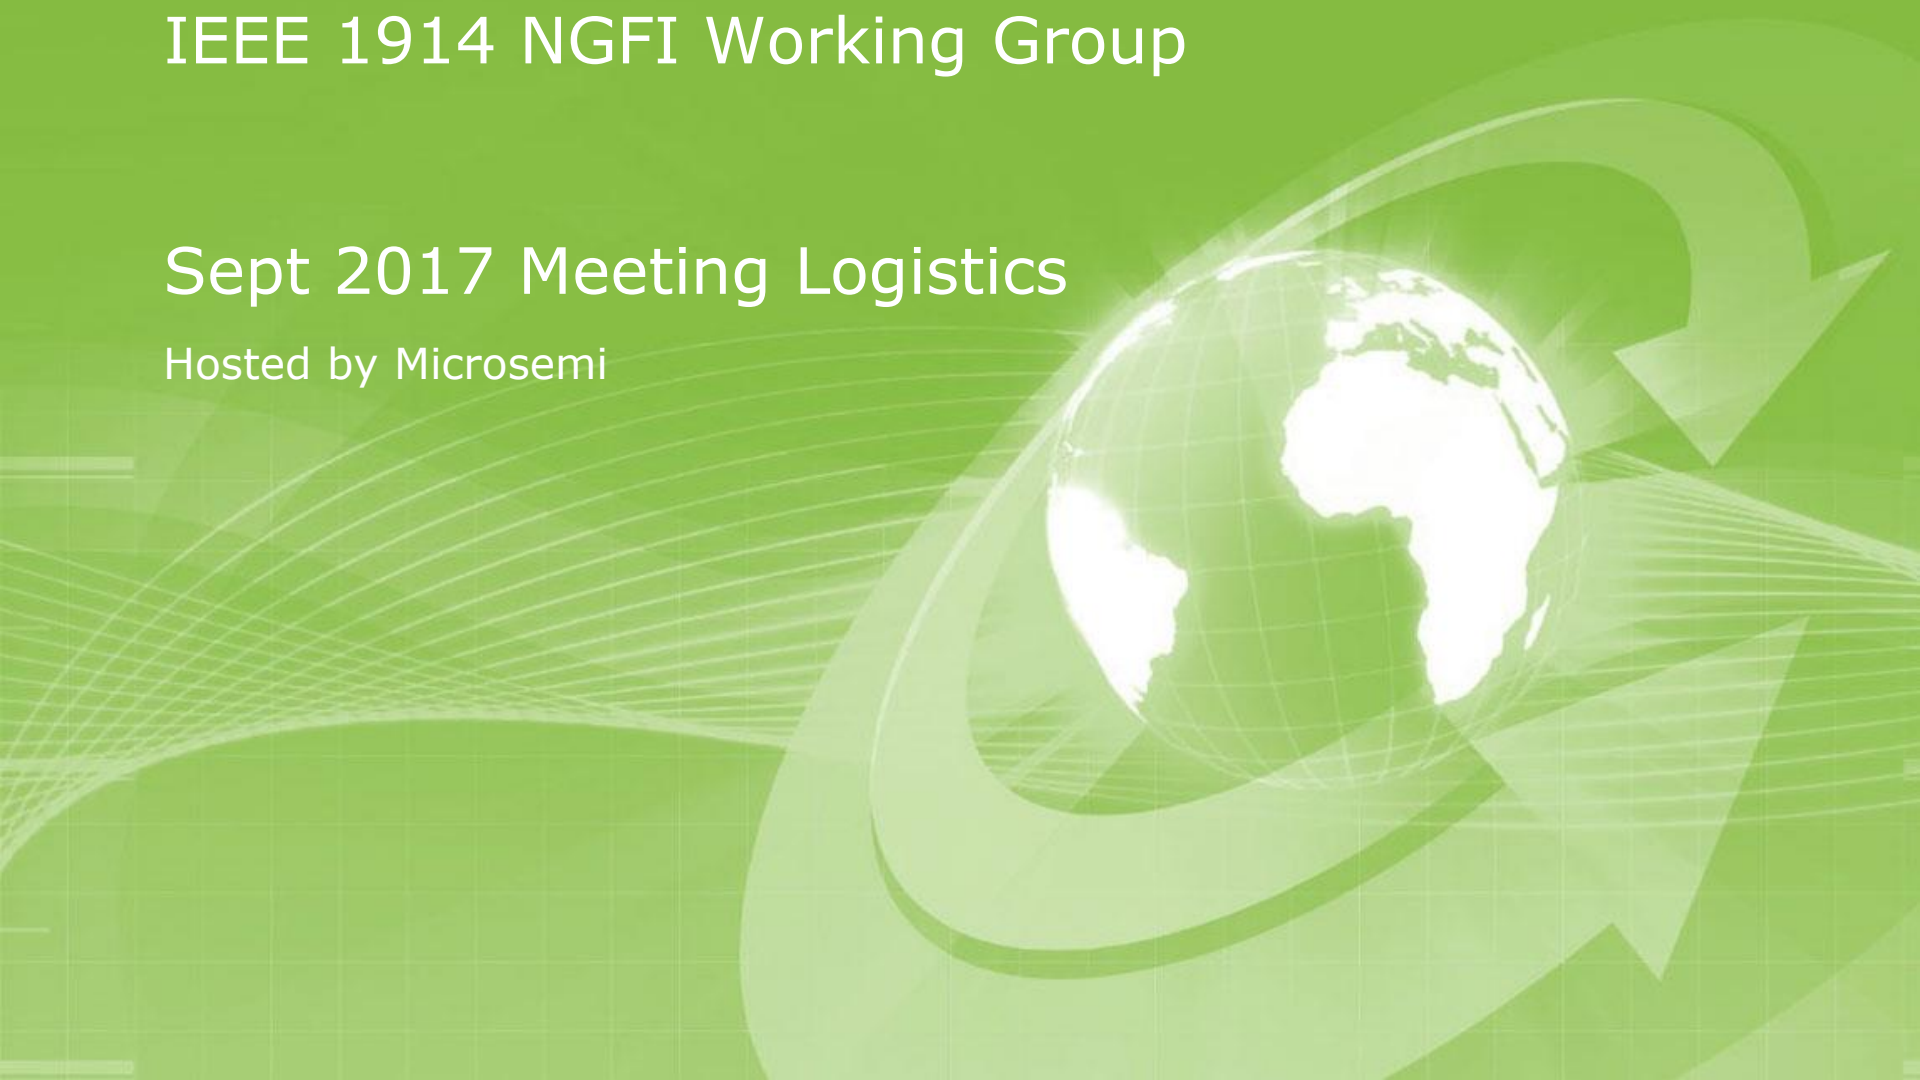 IEEE 1914 NGFI Working Group
Sept 2017 Meeting Logistics
Hosted by Microsemi